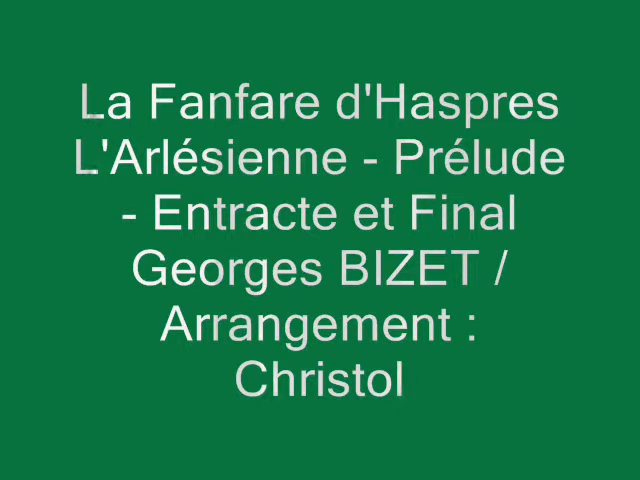 La Fanfare d'Haspres
L'Arlésienne - Prélude
- Entracte et Final
Georges BIZET /
Arrangement :
Christol